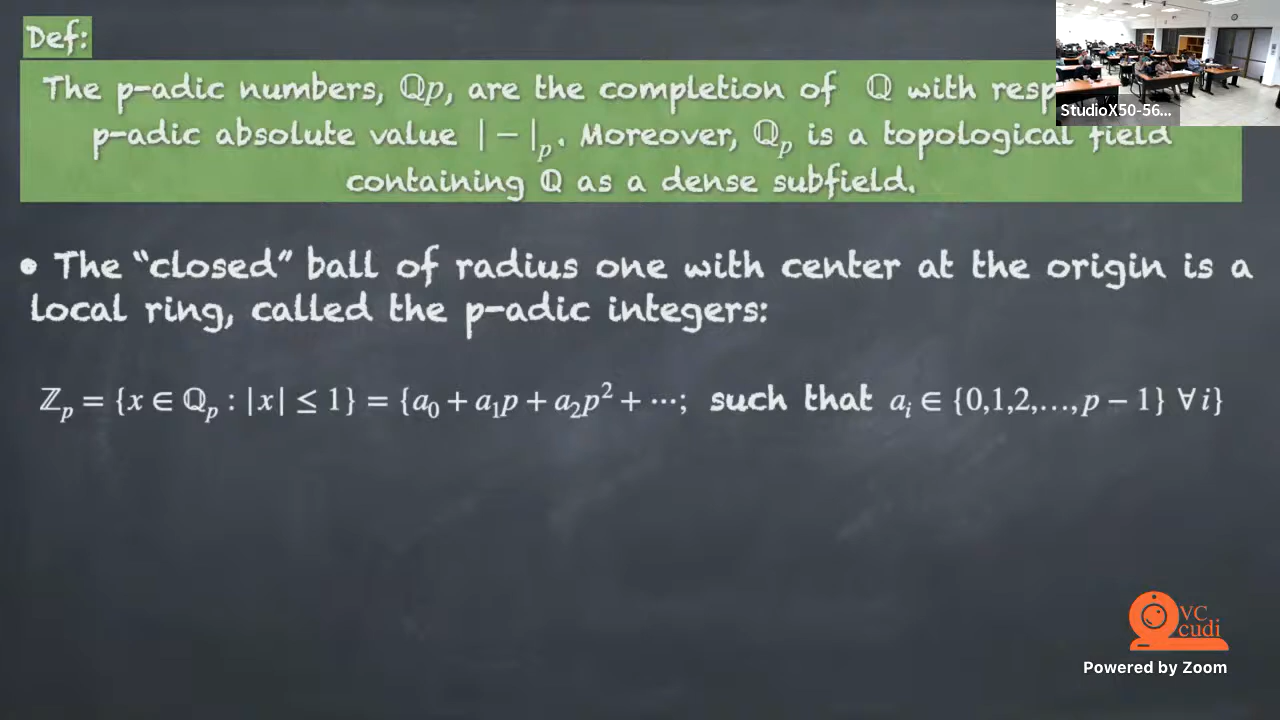 Def:
The p-adic numbers, ℚp, are the completion of ℚ with resp
p-adic absolute value |−|ₚ. Moreover, ℚₚ is a topological field
containing ℚ as a dense subfield.
• The “closed” ball of radius one with center at the origin is a
local ring, called the p-adic integers:
ℤₚ = {x ∈ ℚₚ : |x| ≤ 1} = {a₀ + a₁p + a₂p² + ⋯; such that aᵢ ∈ {0,1,2,…,p − 1} ∀ i}
StudioX50-56...
VC
cudi
Powered by Zoom